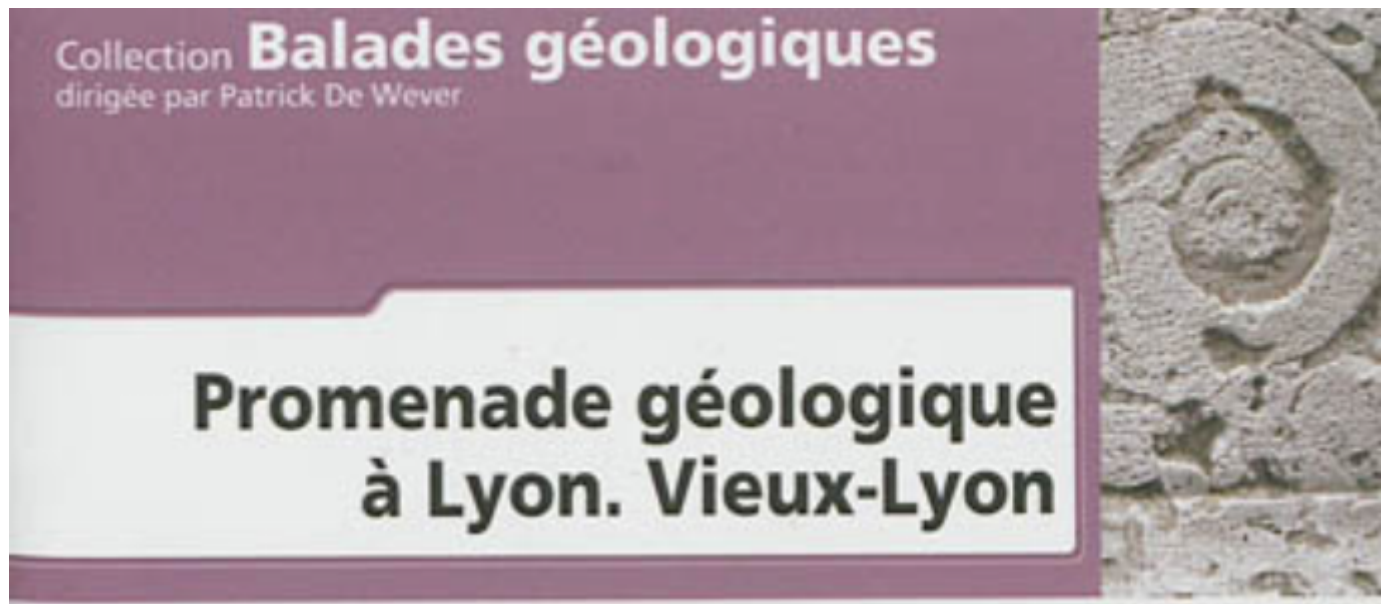 Collection Balades géologiques
dirigée par Patrick De Wever
Promenade géologique
à Lyon. Vieux-Lyon